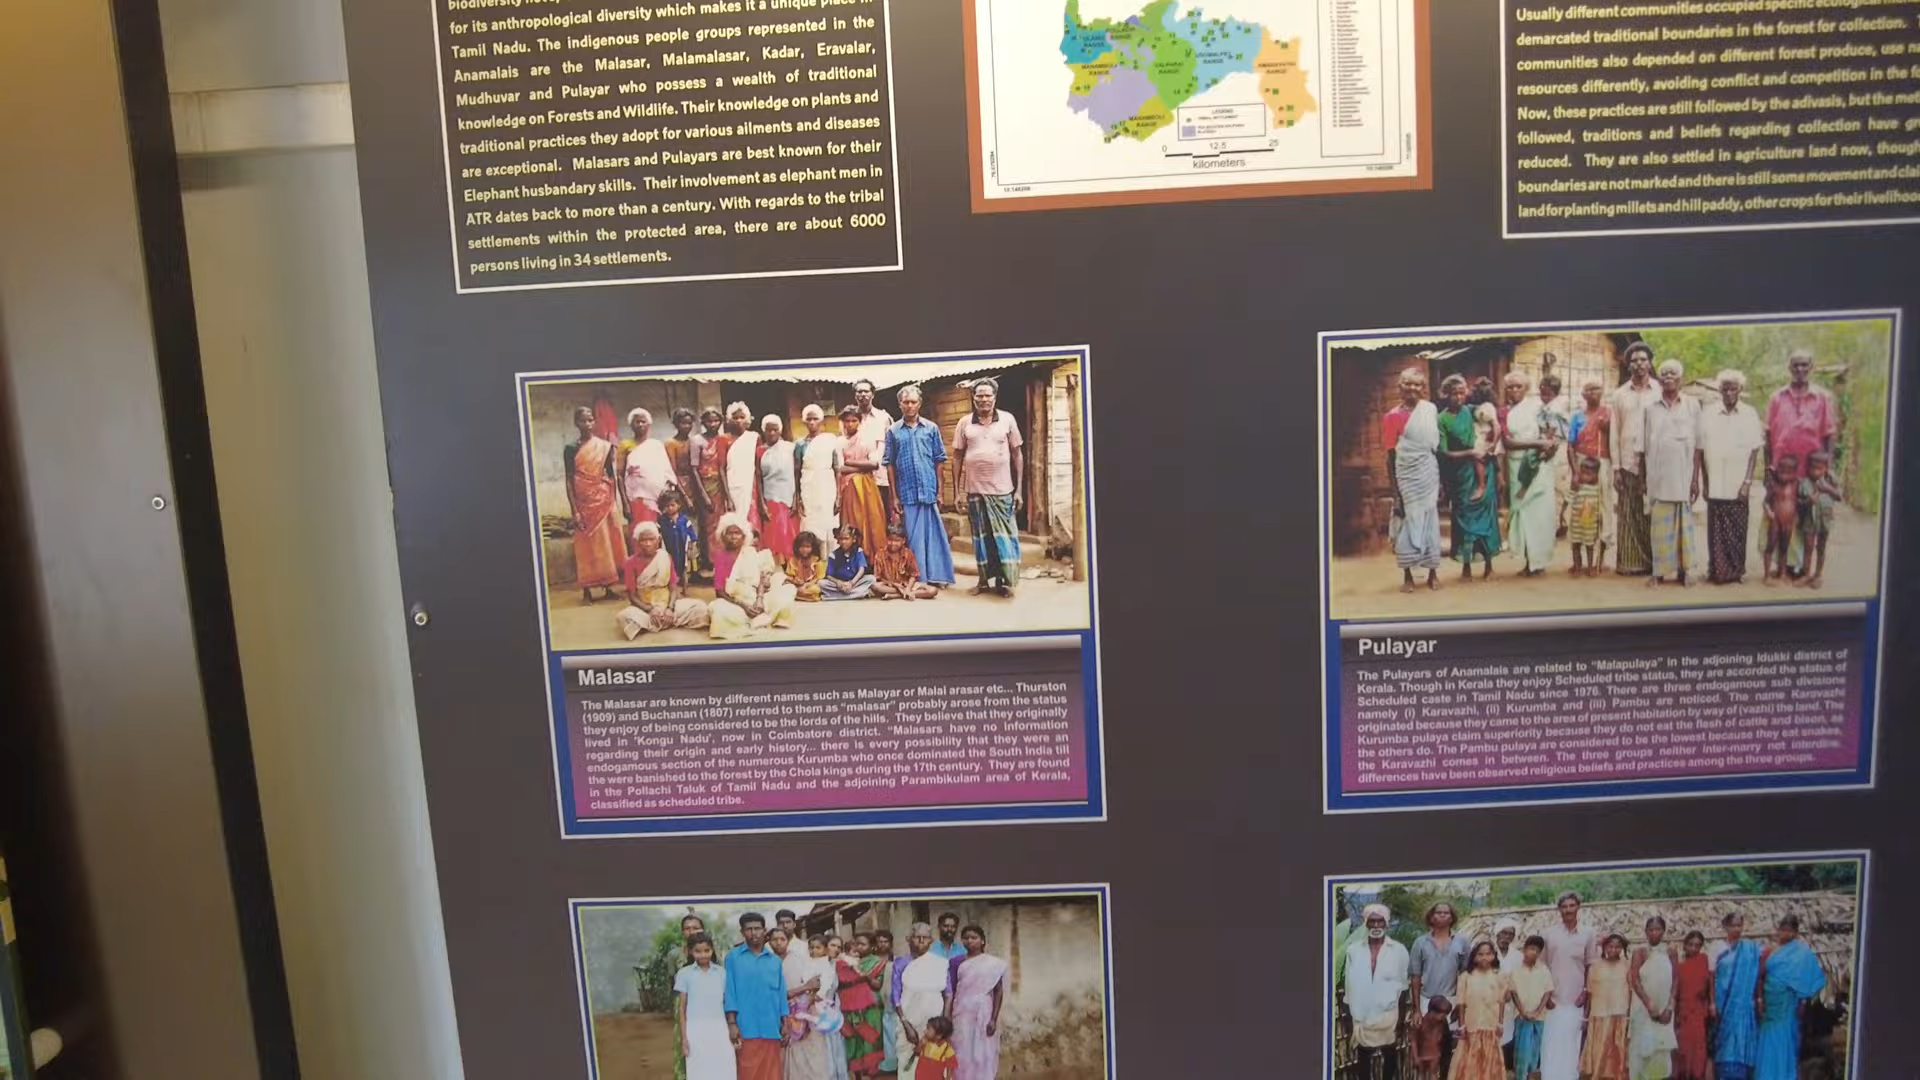 for its anthropological diversity which makes it a unique place in
Tamil Nadu. The indigenous people groups represented in the
Anamalais are the Malasar, Malamalasar, Kadar, Eravalar,
Mudhuvar and Pulayar who possess a wealth of traditional
knowledge on Forests and Wildlife. Their knowledge on plants and
traditional practices they adopt for various ailments and diseases
are exceptional. Malasars and Pulayars are best known for their
Elephant husbandary skills. Their involvement as elephant men in
ATR dates back to more than a century. With regards to the tribal
settlements within the protected area, there are about 6000
persons living in 34 settlements.
LEGEND
0 12.5 25
kilometers
Usually different communities occupied specific
demarcated traditional boundaries in the forest for collection.
communities also depended on different forest produce, use
resources differently, avoiding conflict and competition in the
Now, these practices are still followed by the adivasis, but the
followed, traditions and beliefs regarding collection have
reduced. They are also settled in agriculture land now,
boundaries are not marked and there is still some movement and
land for planting millets and hill paddy, other crops for their
Malasar
The Malasar are known by different names such as Malayar or Malai arasar etc... Thurston
(1909) and Buchanan (1807) referred to them as "malasar" probably arose from the status
they enjoy of being considered to be the lords of the hills. They believe that they originally
lived in 'Kongu Nadu', now in Coimbatore district. "Malasars have no information
regarding their origin and early history... there is every possibility that they were an
endogamous section of the numerous Kurumba who once dominated the South India till
the were banished to the forest by the Chola kings during the 17th century. They are found
in the Pollachi Taluk of Tamil Nadu and the adjoining Parambikulam area of Kerala,
classified as scheduled tribe.
Pulayar
The Pulayars of Anamalais are related to "Malapulaya" in the adjoining Idukki district of
Kerala. Though in Kerala they enjoy Scheduled tribe status, they are accorded the status of
Scheduled caste in Tamil Nadu since 1976. There are three endogamous sub divisions
namely (i) Karavazhi, (ii) Kurumba and (iii) Pambu are noticed. The name Karavazhi
originated because they came to the area of present habitation by way of (vazhi) the land. The
Kurumba pulaya claim superiority because they do not eat the flesh of cattle and bison, as
the others do. The Pambu pulaya are considered to be the lowest because they eat snakes,
the Karavazhi comes in between. The three groups neither inter-marry not interdine,
differences have been observed religious beliefs and practices among the three groups.